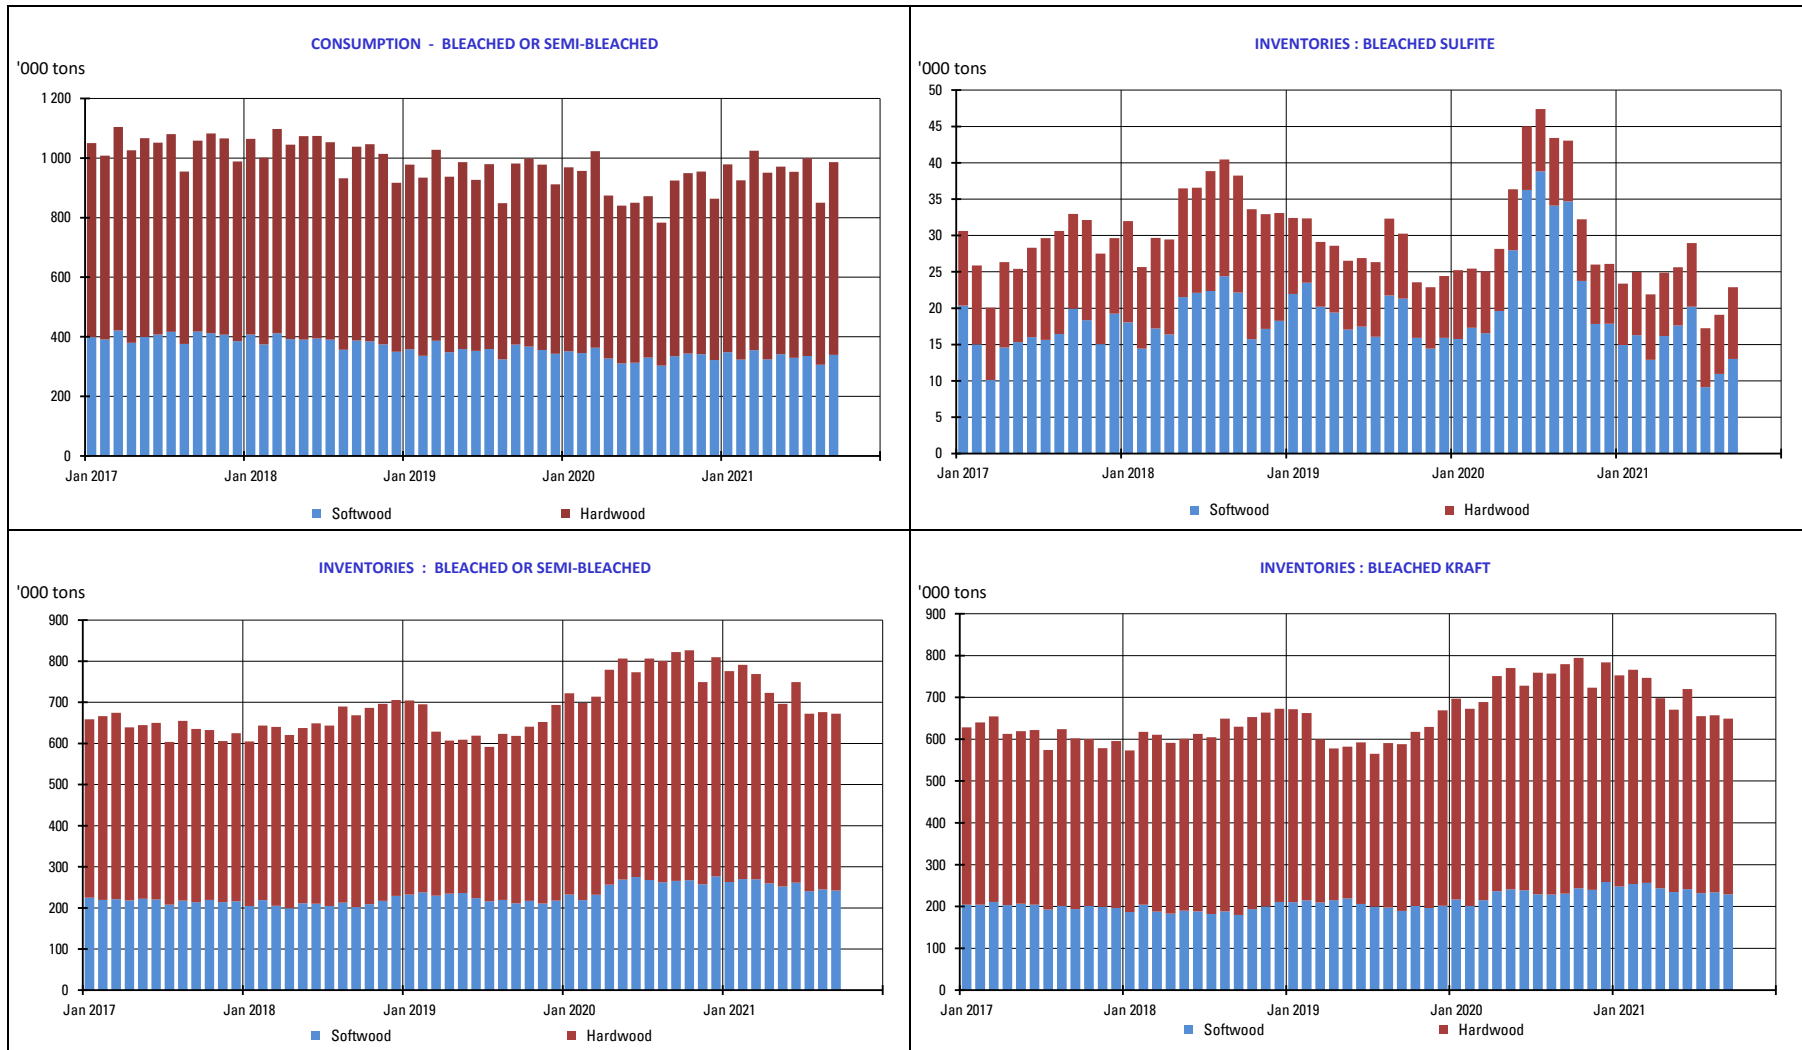 CONSUMPTION - BLEACHED OR SEMI-BLEACHED
'000 tons
1 200
1 000
800
600
400
200
0
Jan 2017 Jan 2018 Jan 2019 Jan 2020 Jan 2021
Softwood Hardwood
INVENTORIES : BLEACHED SULFITE
'000 tons
50
45
40
35
30
25
20
15
10
5
0
Jan 2017 Jan 2018 Jan 2019 Jan 2020 Jan 2021
Softwood Hardwood
INVENTORIES : BLEACHED OR SEMI-BLEACHED
'000 tons
900
800
700
600
500
400
300
200
100
0
Jan 2017 Jan 2018 Jan 2019 Jan 2020 Jan 2021
Softwood Hardwood
INVENTORIES : BLEACHED KRAFT
'000 tons
900
800
700
600
500
400
300
200
100
0
Jan 2017 Jan 2018 Jan 2019 Jan 2020 Jan 2021
Softwood Hardwood